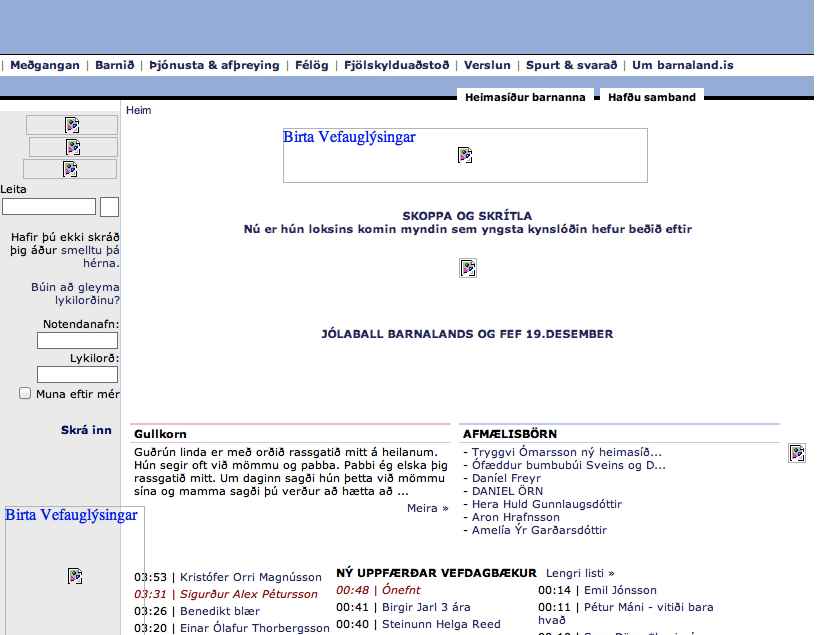 | Meðgangan | Barnið | Þjónusta & afþreying | Félög | Fjölskylduaðstoð | Verslun | Spurt & svarað | Um barnaland.is
Heimasíður barnanna Hafðu samband
Heim
Birta Vefauglýsingar
Leita
SKOPPA OG SKRÍTLA
Nú er hún loksins komin myndin sem yngsta kynslóðin hefur beðið eftir
Hafir þú ekki skráð
þig áður smelltu þá
hérna.
Búin að gleyma
lykilorðinu?
Notendanafn:
Lykilorð:
Muna eftir mér
Skrá inn
JÓLABALL BARNALANDS OG FEF 19.DESEMBER
Gullkorn
Guðrún linda er með orðið rassgatið mitt á heilanum.
Hún segir oft við mömmu og pabba. Pabbi ég elska þig
rassgatið mitt. Um daginn sagði hún þetta við mömmu
sína og mamma sagði þú verður að hætta að ...
Meira »
AFMÆLISBÖRN
- Tryggvi Ómarsson ný heimasíð...
- Ófæddur bumbubúi Sveins og D...
- Daníel Freyr
- DANIEL ÖRN
- Hera Huld Gunnlaugsdóttir
- Aron Hrafnsson
- Amelía Ýr Garðarsdóttir
Birta Vefauglýsingar
NÝ UPPFÆRÐAR VEFDAGBÆKUR Lengri listi »
03:53 | Kristófer Orri Magnússon
03:31 | Sigurður Alex Pétursson
03:26 | Benedikt blær
03:20 | Einar Ólafur Thorbergsson
00:48 | Ónefnt
00:41 | Birgir Jarl 3 ára
00:40 | Steinunn Helga Reed
00:14 | Emil Jónsson
00:11 | Pétur Máni - vitiði bara
hvað